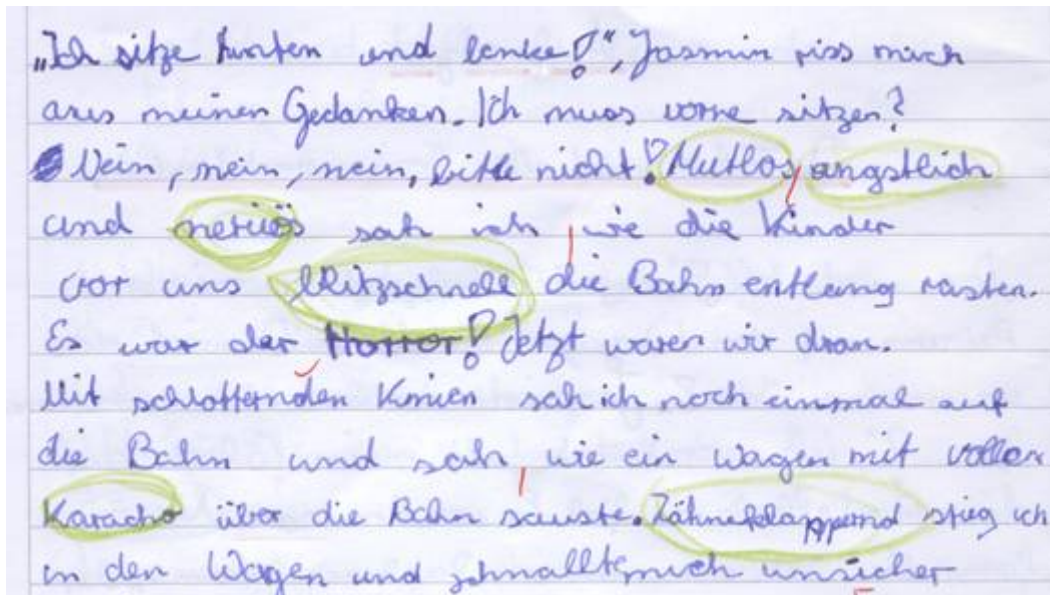 „Ich sitze hinten und lenke!“, Jasmin riss mich
aus meinen Gedanken. Ich muss vorne sitzen?
Nein, nein, nein, bitte nicht! Mutlos, ängstlich
und nerüös sah ich, wie die Kinder
vor uns blitzschnell die Bahn entlang rasten.
Es war der Horror! Jetzt waren wir dran.
Mit schlotternden Knien sah ich noch einmal auf
die Bahn und sah, wie ein Wagen mit voller
Karacho über die Bahn sauste. Zähneklappernd stieg ich
in den Wagen und schnallte mich unsicher